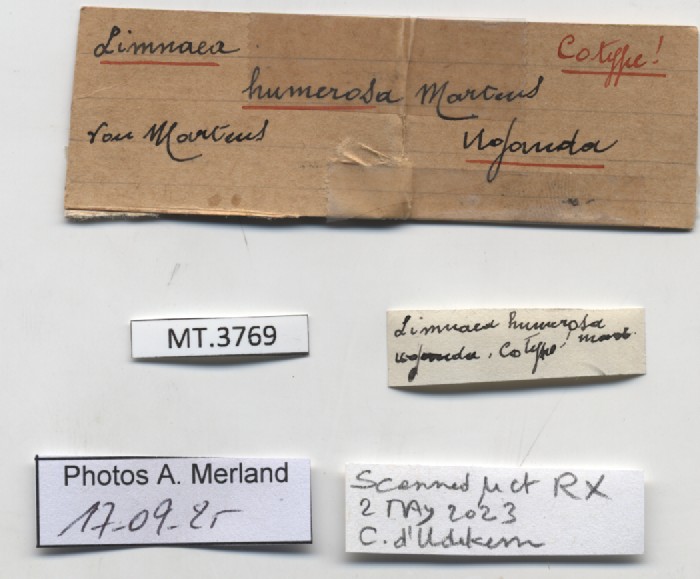 Limnaea Cotype!
humerosa Martens
von Martens Uganda
MT.3769
Limnaea humerosa
Uganda. Cotype! Mart.
Photos A. Merland
17-09-25
Scanned µct RX
2 MAy 2023
C. d'Udekem